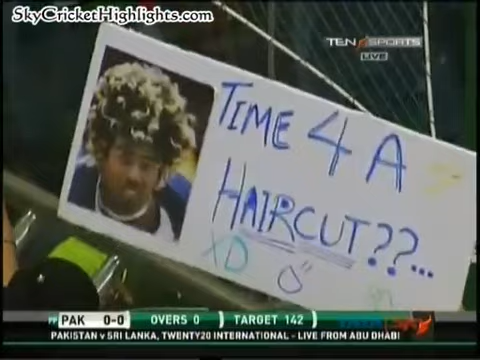 SkyCricketHighlights.com
TEN SPORTS
LIVE
TIME 4 A
HAIRCUT??...
XD
PAK 0-0 OVERS 0 TARGET 142
PAKISTAN v SRI LANKA, TWENTY20 INTERNATIONAL - LIVE FROM ABU DHABI